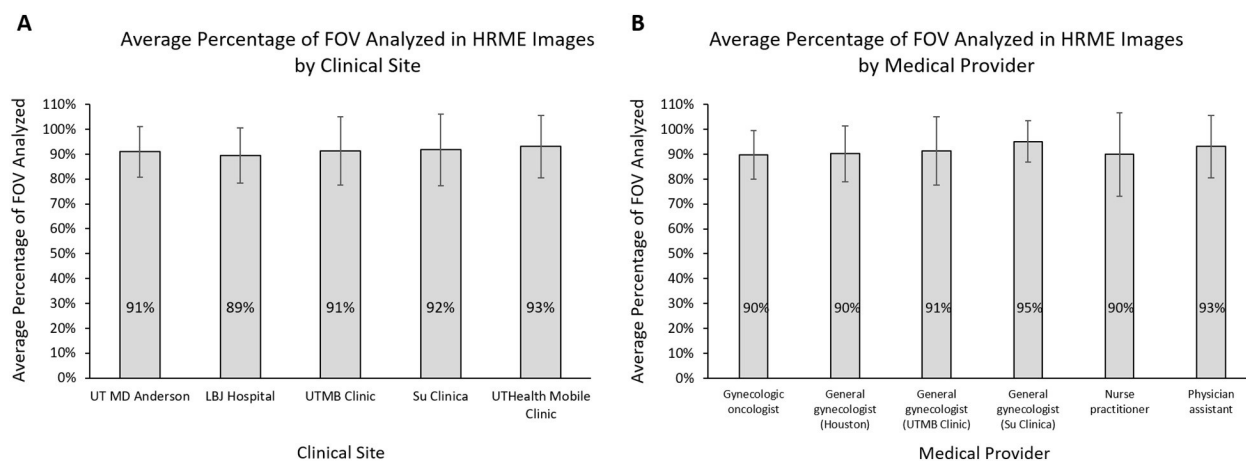 A
Average Percentage of FOV Analyzed in HRME Images
by Clinical Site
Average Percentage of FOV Analyzed
110%
100%
90%
80%
70%
60%
50%
40%
30%
20%
10%
0%
91%
89%
91%
92%
93%
UT MD Anderson
LBJ Hospital
UTMB Clinic
Su Clinica
UTHealth Mobile
Clinic
Clinical Site
B
Average Percentage of FOV Analyzed in HRME Images
by Medical Provider
Average Percentage of FOV Analyzed
110%
100%
90%
80%
70%
60%
50%
40%
30%
20%
10%
0%
90%
90%
91%
95%
90%
93%
Gynecologic
oncologist
General
gynecologist
(Houston)
General
gynecologist
(UTMB Clinic)
General
gynecologist
(Su Clinica)
Nurse
practitioner
Physician
assistant
Medical Provider